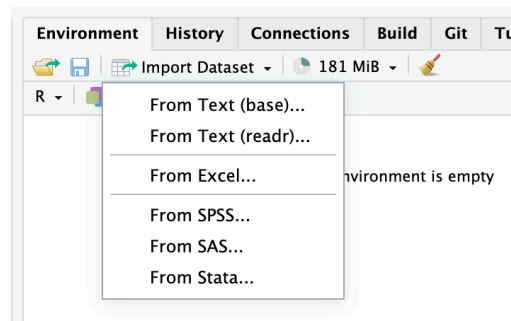 Environment History Connections Build Git Tu
Import Dataset 181 MiB
R
From Text (base)...
From Text (readr)...
From Excel...
nvironment is empty
From SPSS...
From SAS...
From Stata...